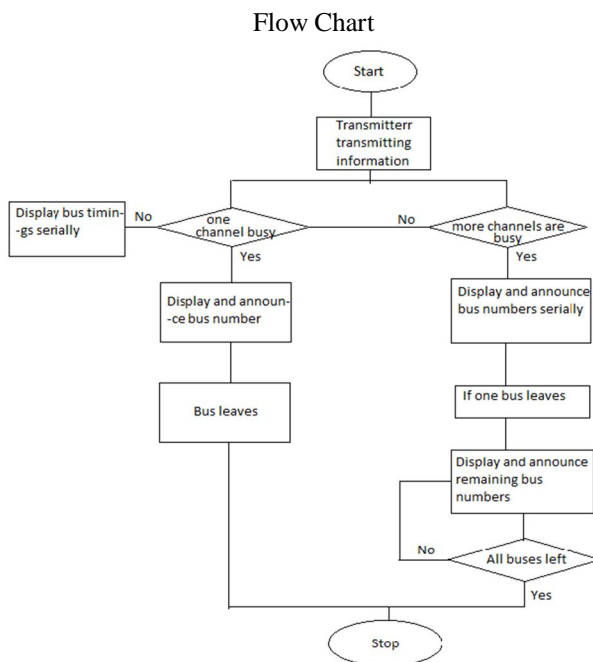 Flow Chart
Start
Transmitterr
transmitting
information
Display bus timin-
-gs serially
No
one
channel busy
No
more channels are
busy
Yes
Yes
Display and announ-
-ce bus number
Display and announce
bus numbers serially
Bus leaves
If one bus leaves
Display and announce
remaining bus
numbers
No
All buses left
Yes
Stop